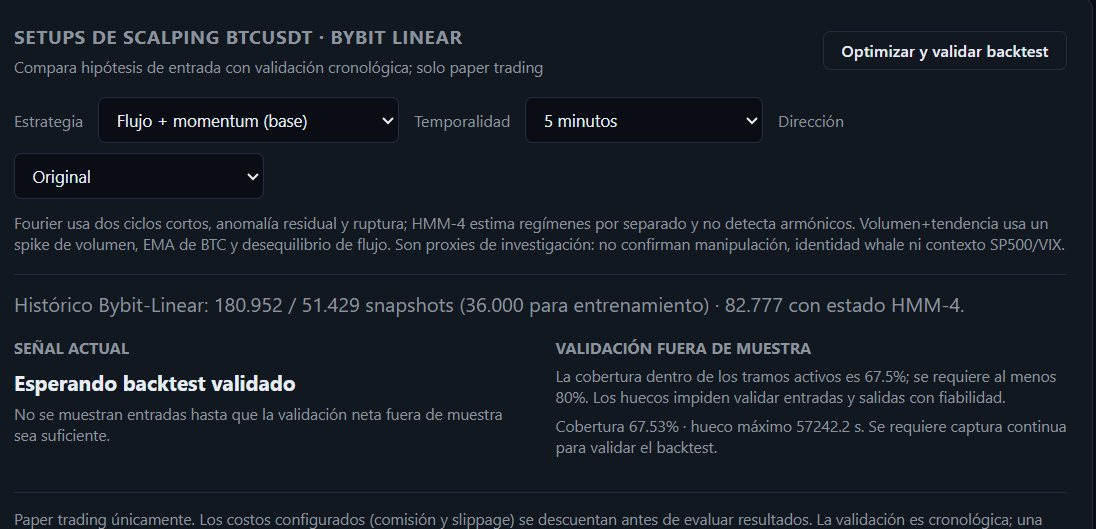 SETUPS DE SCALPING BTCUSDT · BYBIT LINEAR
Optimizar y validar backtest
Compara hipótesis de entrada con validación cronológica; solo paper trading
Estrategia Flujo + momentum (base) Temporalidad 5 minutos Dirección
Original
Fourier usa dos ciclos cortos, anomalía residual y ruptura; HMM-4 estima regímenes por separado y no detecta armónicos. Volumen+tendencia usa un
spike de volumen, EMA de BTC y desequilibrio de flujo. Son proxies de investigación: no confirman manipulación, identidad whale ni contexto SP500/VIX.
Histórico Bybit-Linear: 180.952 / 51.429 snapshots (36.000 para entrenamiento) · 82.777 con estado HMM-4.
SEÑAL ACTUAL
Esperando backtest validado
No se muestran entradas hasta que la validación neta fuera de muestra
sea suficiente.
VALIDACIÓN FUERA DE MUESTRA
La cobertura dentro de los tramos activos es 67.5%; se requiere al menos
80%. Los huecos impiden validar entradas y salidas con fiabilidad.
Cobertura 67.53% · hueco máximo 57242.2 s. Se requiere captura continua
para validar el backtest.
Paper trading únicamente. Los costos configurados (comisión y slippage) se descuentan antes de evaluar resultados. La validación es cronológica; una